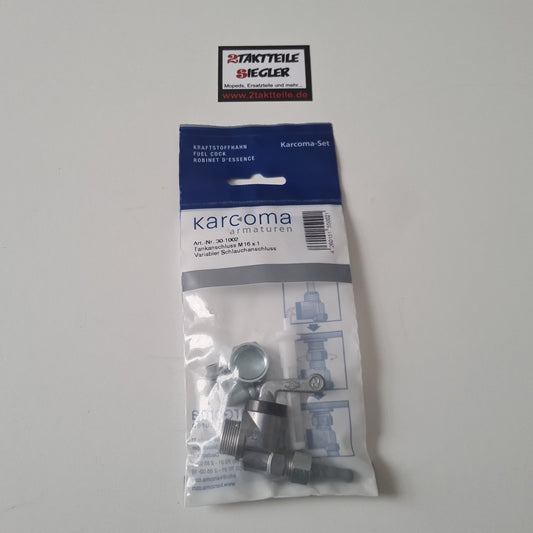 2TAKTTEILE
SIEGLER
Mopeds, Ersatzteile und mehr...
www.2taktteile.de
KRAFTSTOFFHAHN
FUEL COCK
ROBINET D'ESSENCE
Karcoma-Set
Karcoma
armaturen
Art.-Nr. 30-1002
Tankanschluss M 16 x 1
Variabler Schlauchanschluss